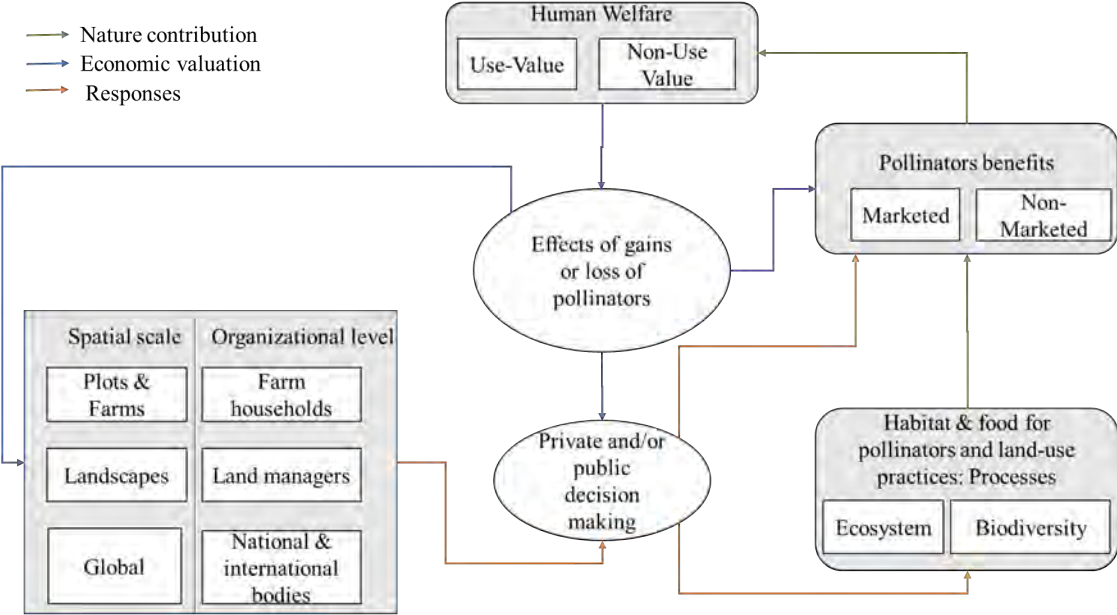 Nature contribution
Economic valuation
Responses
Human Welfare
Use-Value
Non-Use
Value
Pollinators benefits
Marketed
Non-
Marketed
Effects of gains
or loss of
pollinators
Spatial scale
Organizational level
Plots &
Farms
Farm
households
Landscapes
Land managers
Global
National &
international
bodies
Private and/or
public
decision
making
Habitat & food for
pollinators and land-use
practices: Processes
Ecosystem
Biodiversity